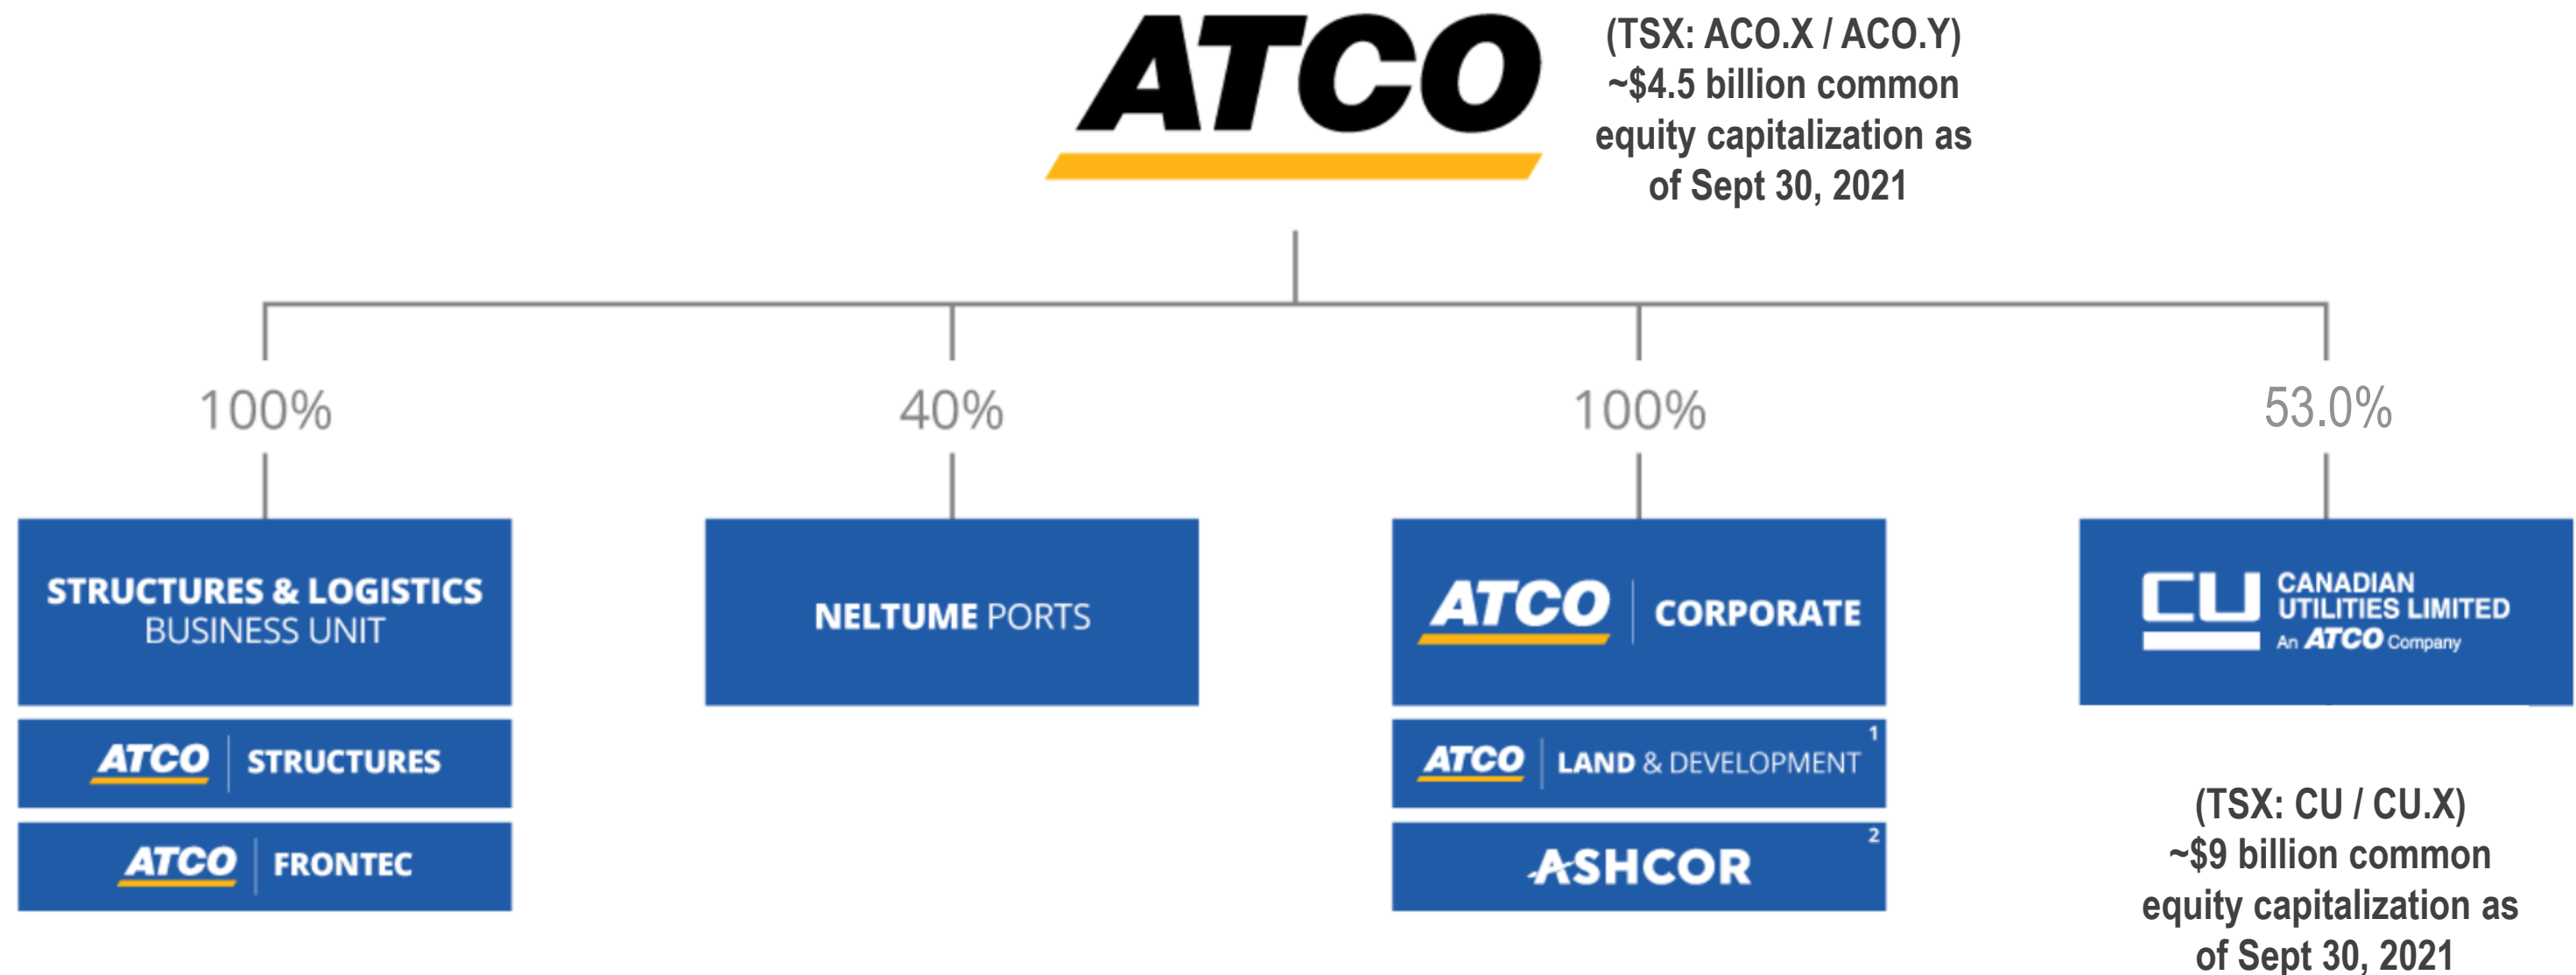 ATCO
(TSX: ACO.X / ACO.Y)
~$4.5 billion common
equity capitalization as
of Sept 30, 2021
100%
40%
100%
53.0%
STRUCTURES & LOGISTICS
BUSINESS UNIT
ATCO | STRUCTURES
ATCO | FRONTEC
NELTUME PORTS
ATCO | CORPORATE
ATCO | LAND & DEVELOPMENT 1
ASHCOR 2
CU
CANADIAN
UTILITIES LIMITED
An ATCO Company
(TSX: CU / CU.X)
~$9 billion common
equity capitalization as
of Sept 30, 2021